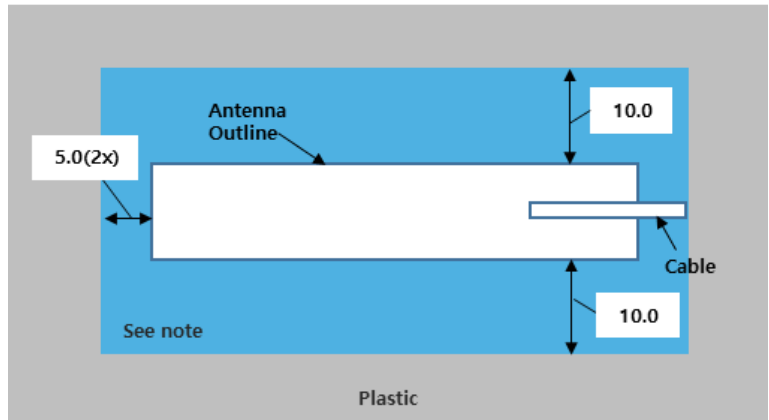 Antenna
Outline
10.0
5.0(2x)
Cable
10.0
See note
Plastic